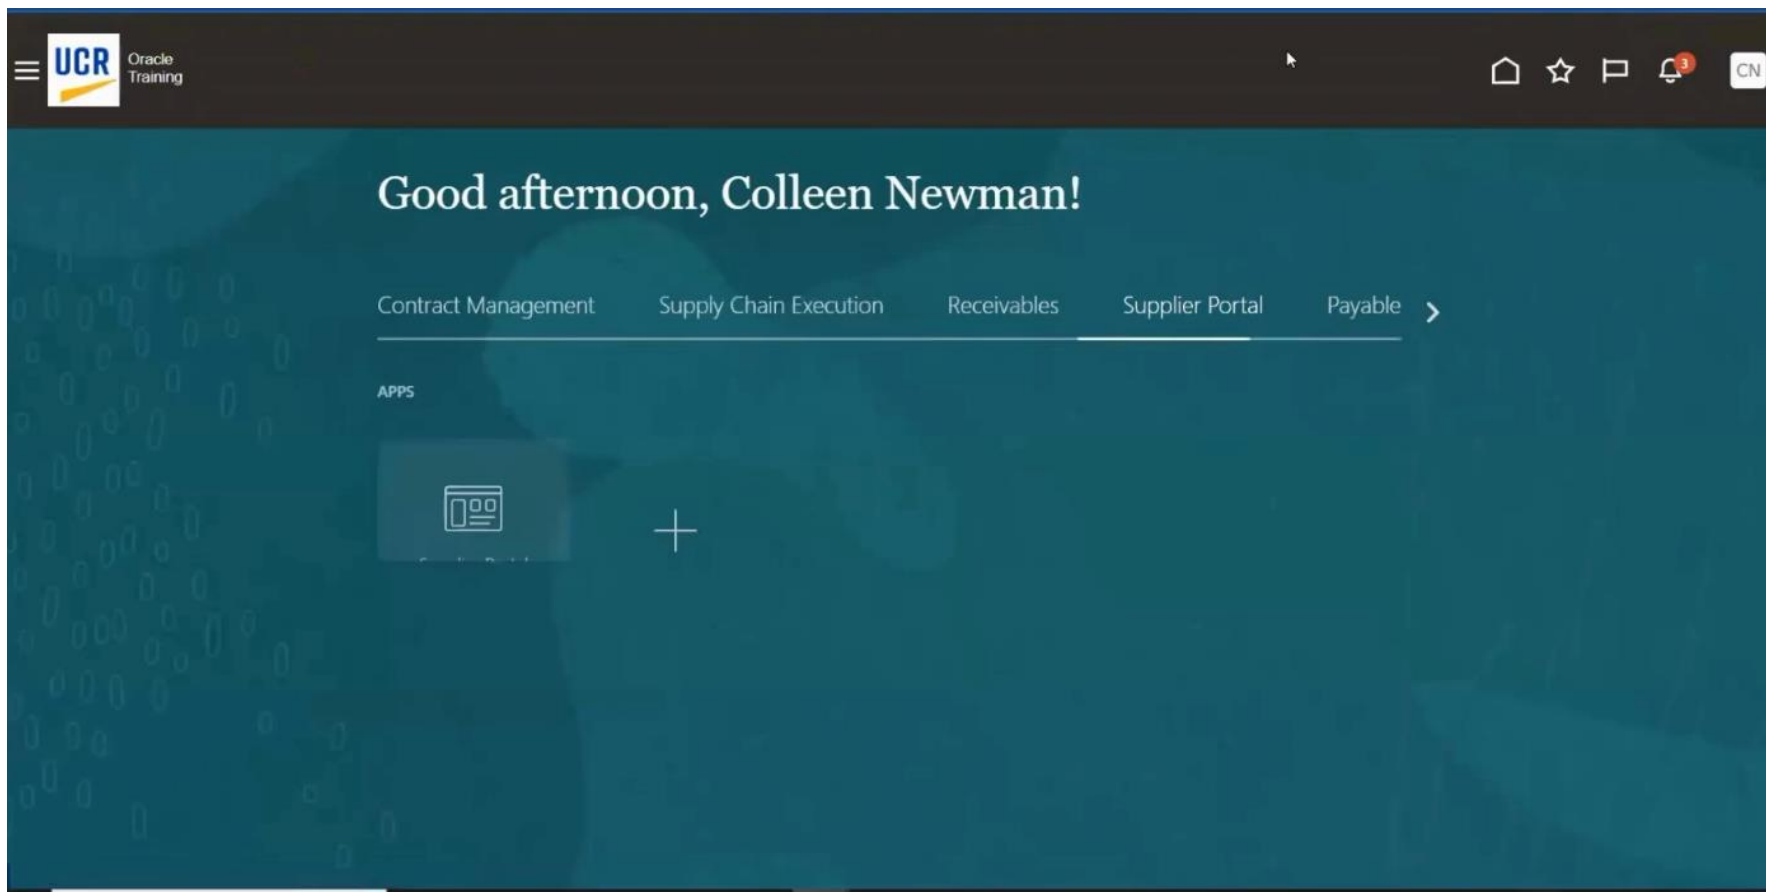 UCR
Oracle
Training
3
CN
Good afternoon, Colleen Newman!
Contract Management
Supply Chain Execution
Receivables
Supplier Portal
Payable
APPS